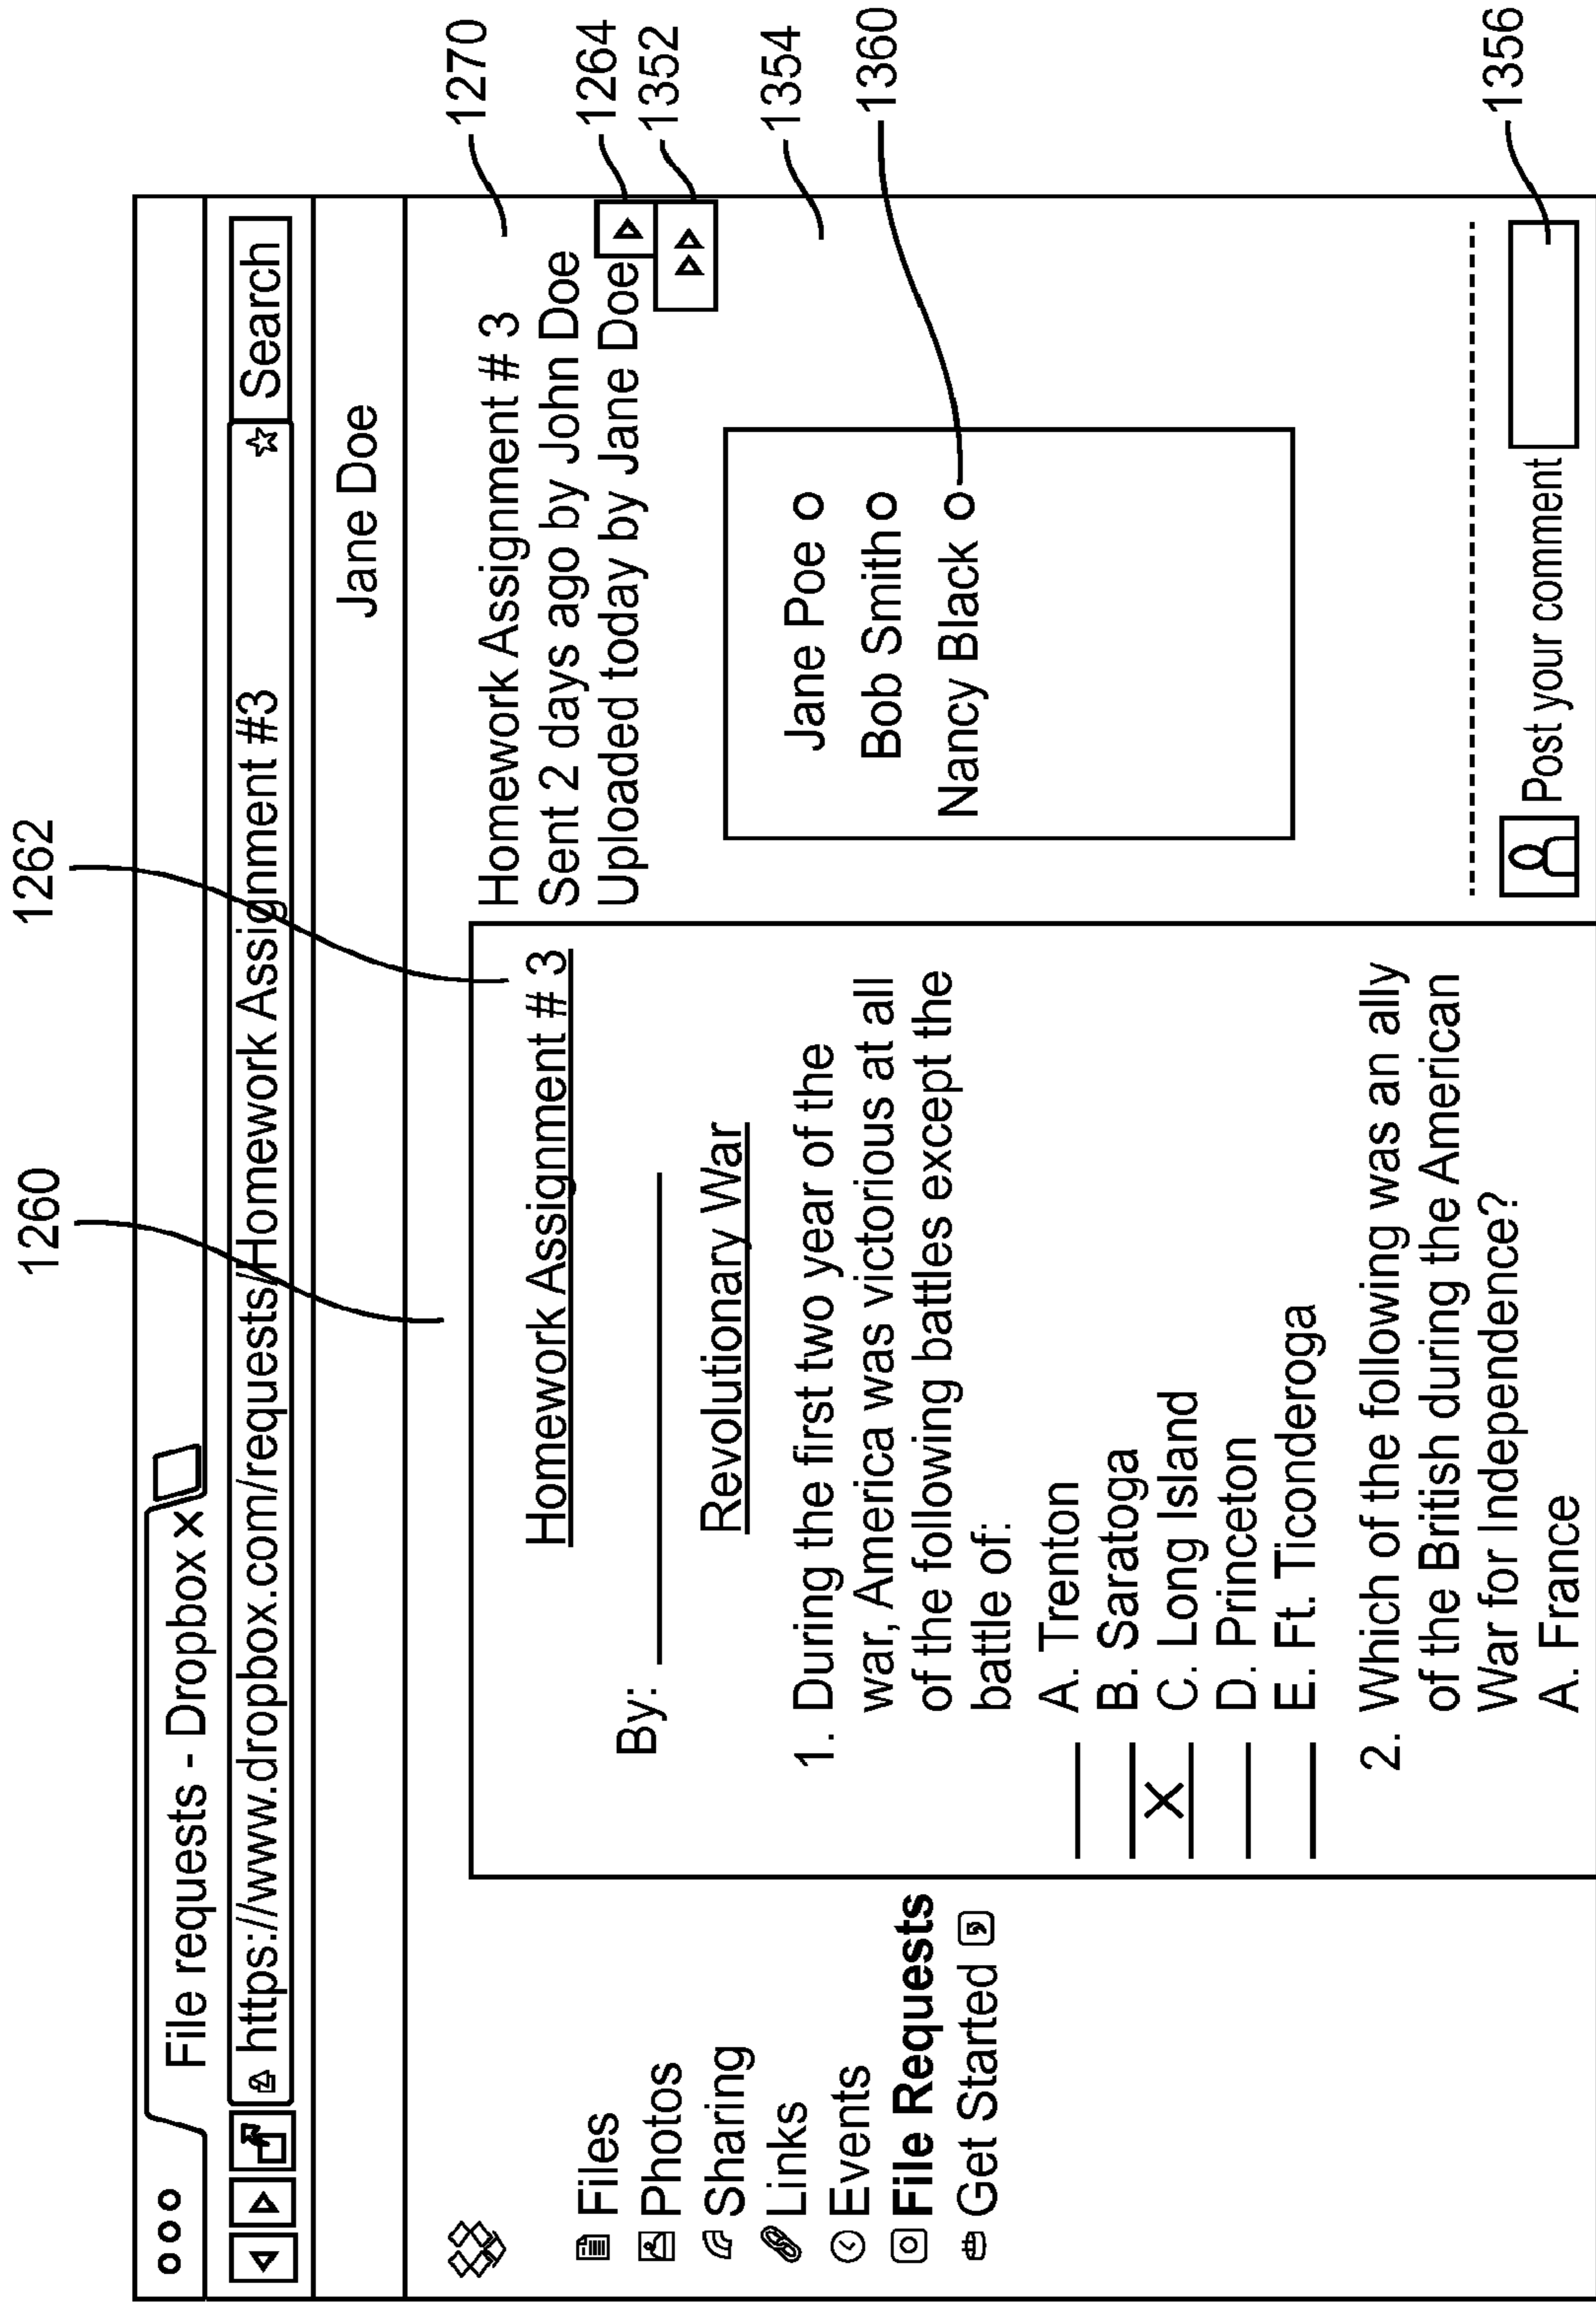 1260
1262
File requests - Dropbox X
https://www.dropbox.com/requests/Homework Assignment #3
Search
Jane Doe
Files
Photos
Sharing
Links
Events
File Requests
Get Started
Homework Assignment # 3
By:
Revolutionary War
1. During the first two year of the
war, America was victorious at all
of the following battles except the
battle of:
A. Trenton
B. Saratoga
X C. Long Island
D. Princeton
E. Ft. Ticonderoga
2. Which of the following was an ally
of the British during the American
War for Independence?
A. France
Homework Assignment # 3
Sent 2 days ago by John Doe
Uploaded today by Jane Doe
Jane Poe
Bob Smith
Nancy Black
Post your comment
1270
1264
1352
1354
1360
1356